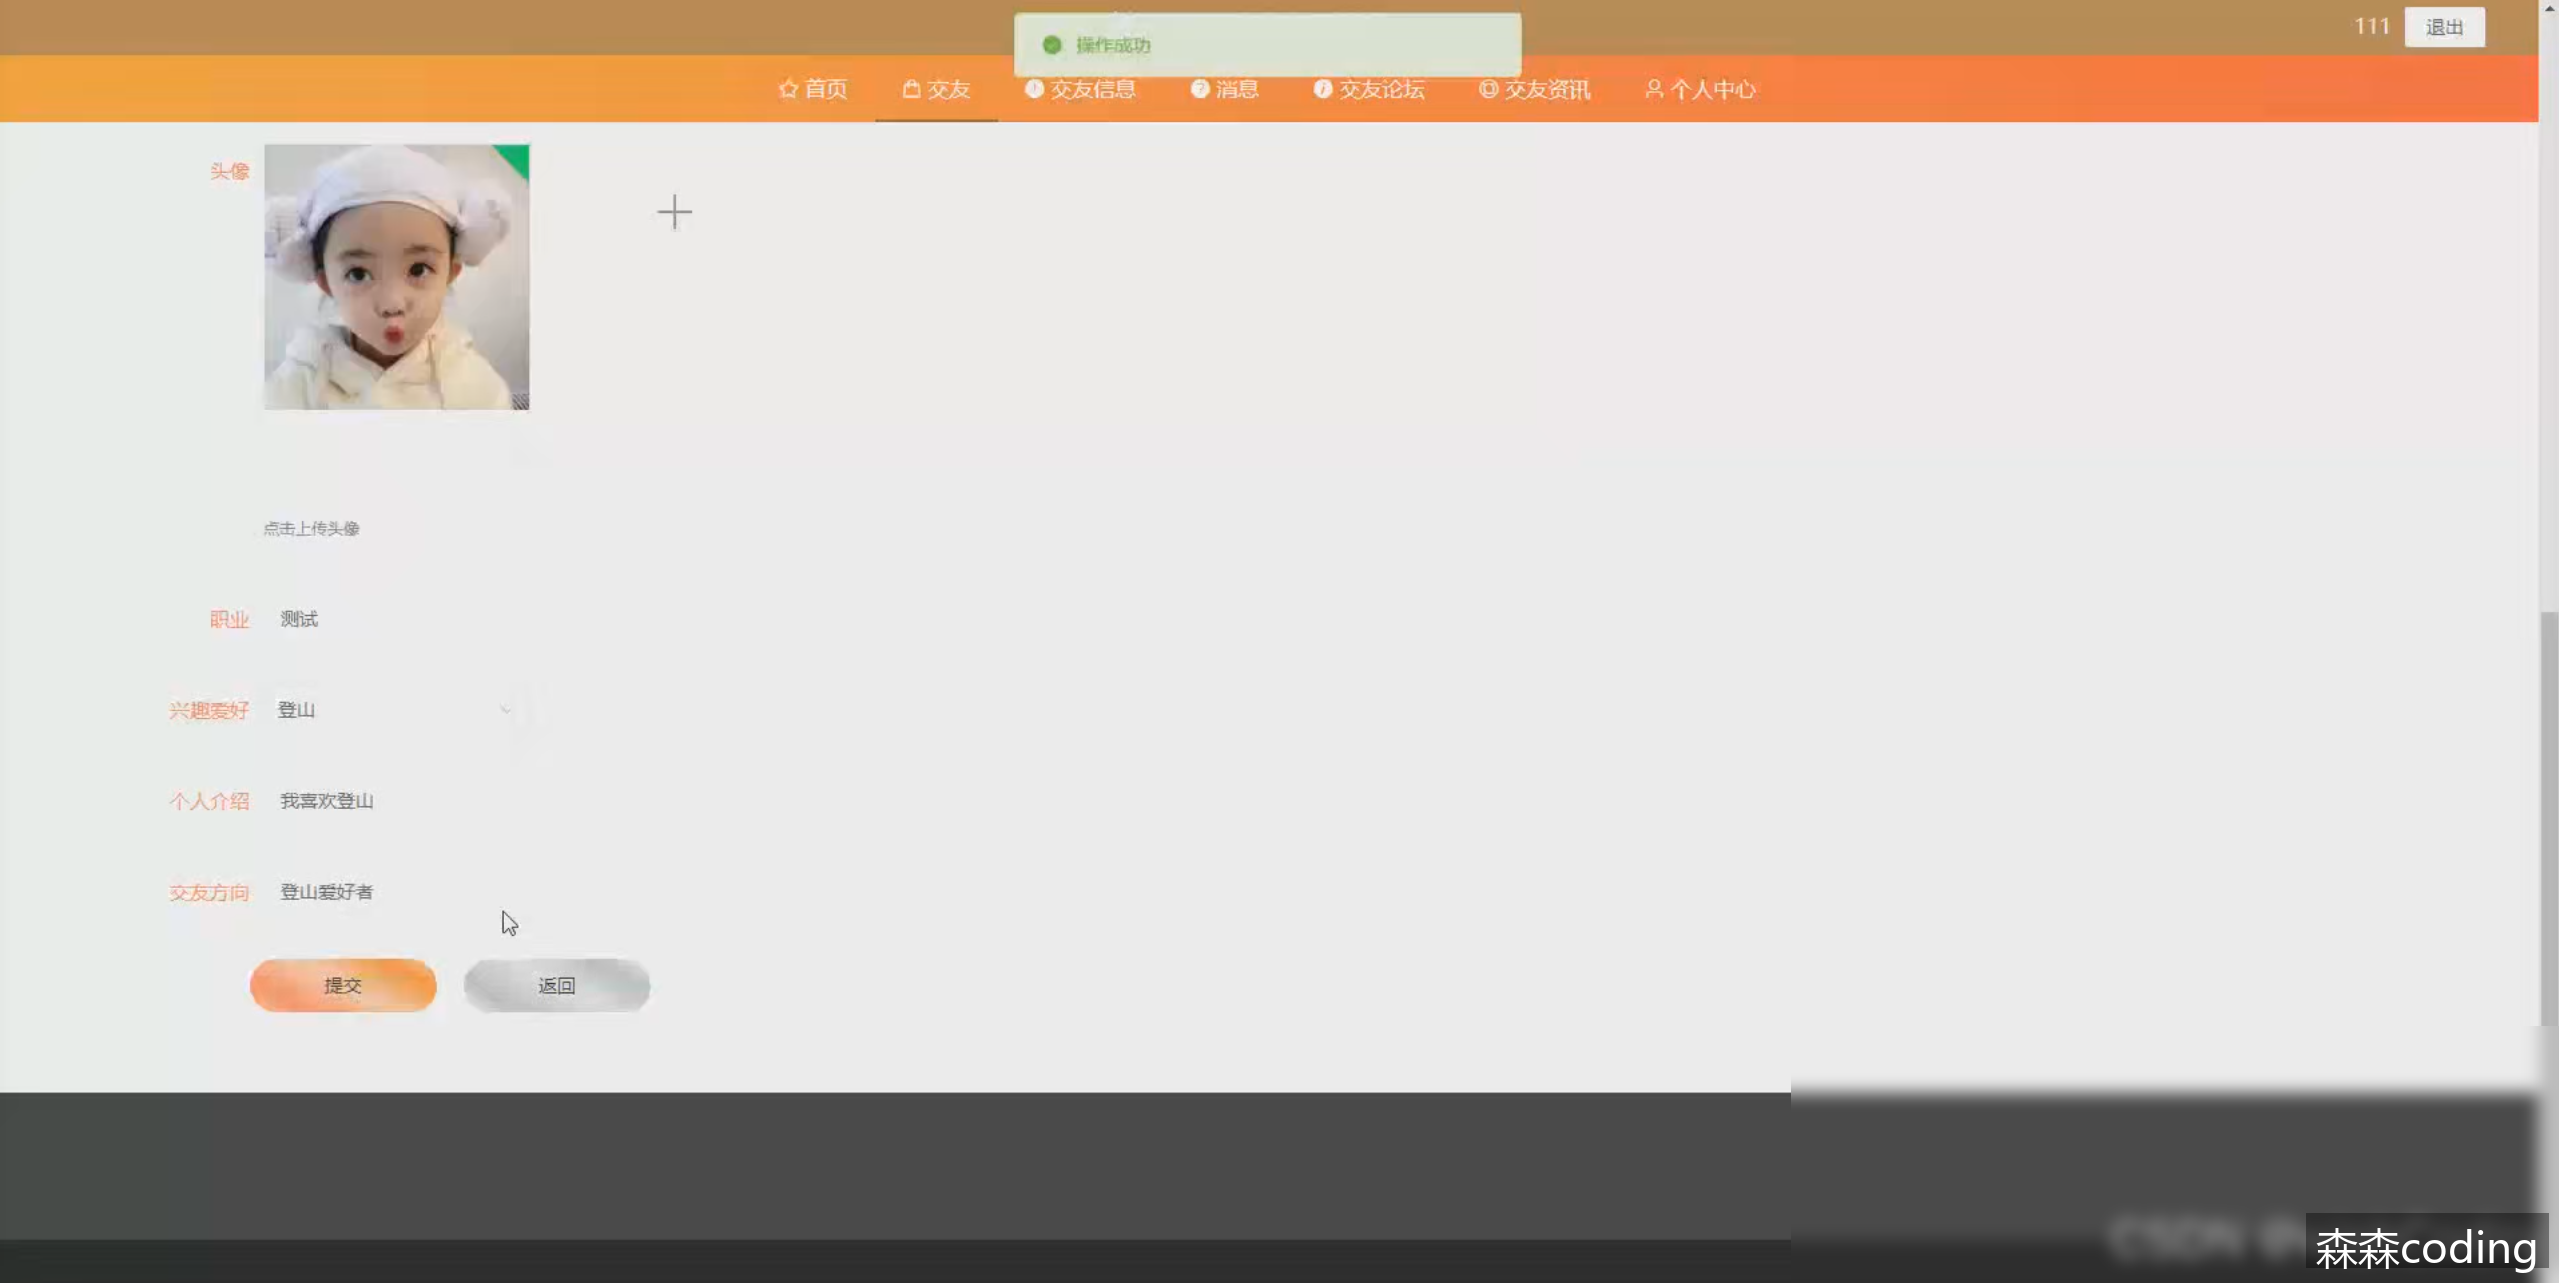 111 退出
操作成功
首页 交友 交友信息 消息 交友论坛 交友资讯 个人中心
头像
点击上传头像
职业 测试
兴趣爱好 登山
个人介绍 我喜欢登山
交友方向 登山爱好者
提交 返回
CSDN @
森森coding